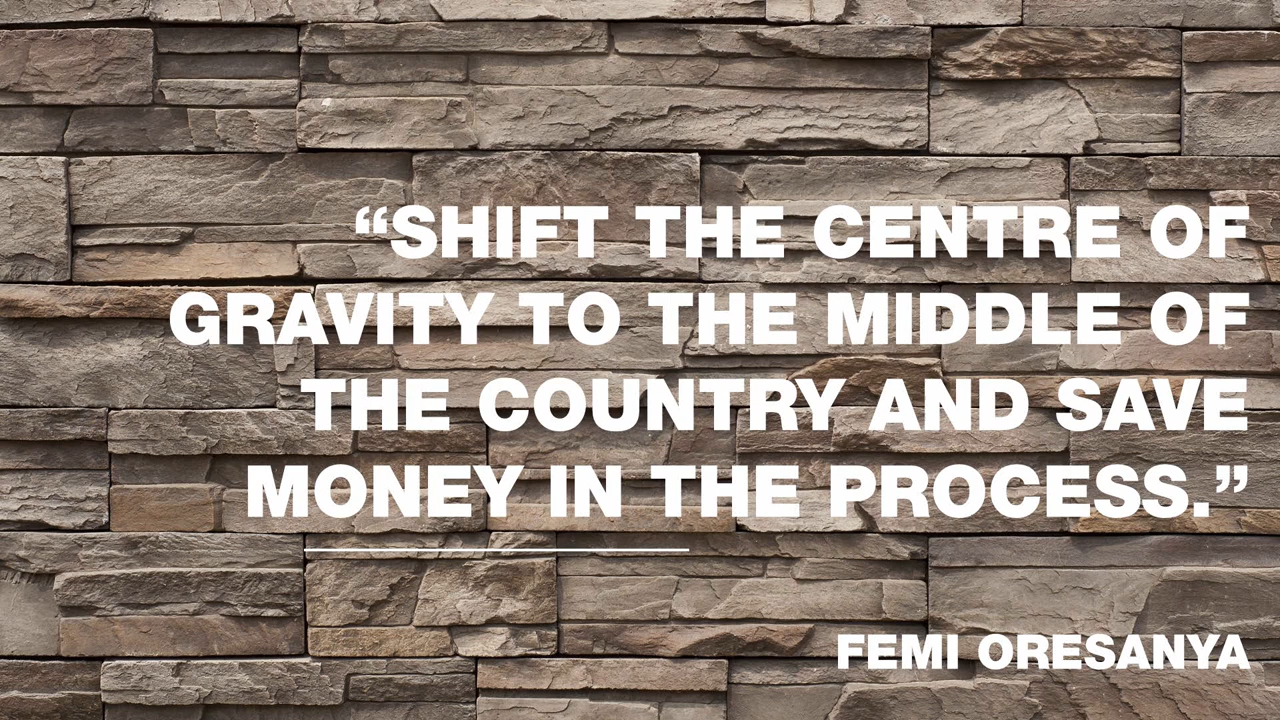 “SHIFT THE CENTRE OF
GRAVITY TO THE MIDDLE OF
THE COUNTRY AND SAVE
MONEY IN THE PROCESS.”
FEMI ORESANYA